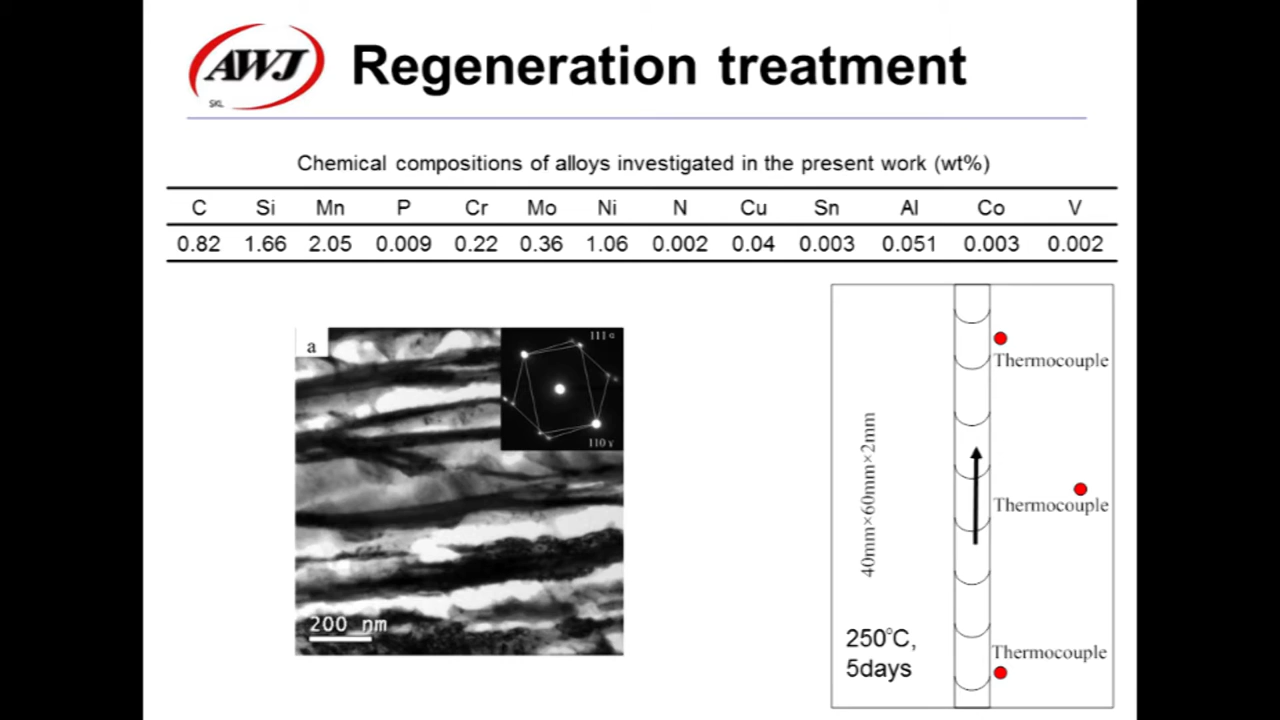 AWJ
SKL
Regeneration treatment
Chemical compositions of alloys investigated in the present work (wt%)
C Si Mn P Cr Mo Ni N Cu Sn Al Co V
0.82 1.66 2.05 0.009 0.22 0.36 1.06 0.002 0.04 0.003 0.051 0.003 0.002
a
111 α
110 γ
200 nm
Thermocouple
40mm×60mm×2mm
Thermocouple
250°C,
5days
Thermocouple